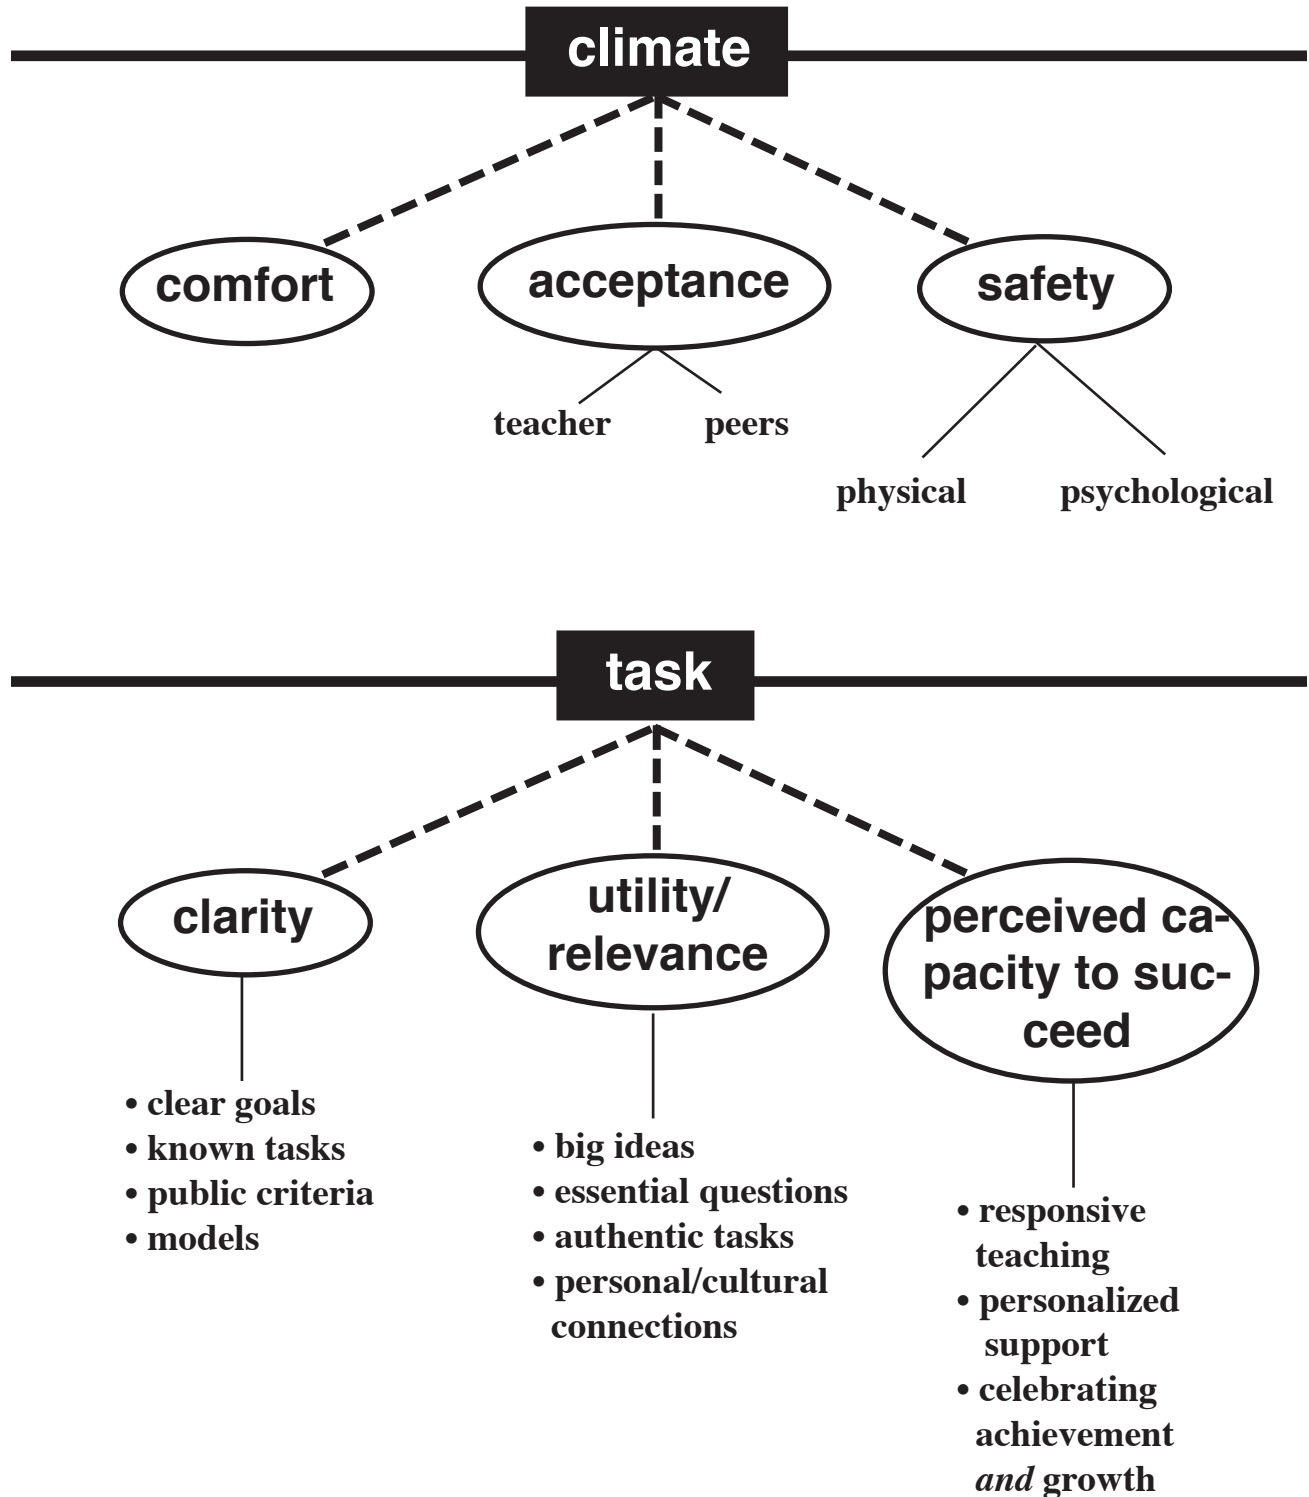 climate
comfort
acceptance
safety
teacher
peers
physical
psychological
task
clarity
utility/
relevance
perceived ca-
pacity to suc-
ceed
• clear goals
• known tasks
• public criteria
• models
• big ideas
• essential questions
• authentic tasks
• personal/cultural
connections
• responsive
teaching
• personalized
support
• celebrating
achievement
and growth